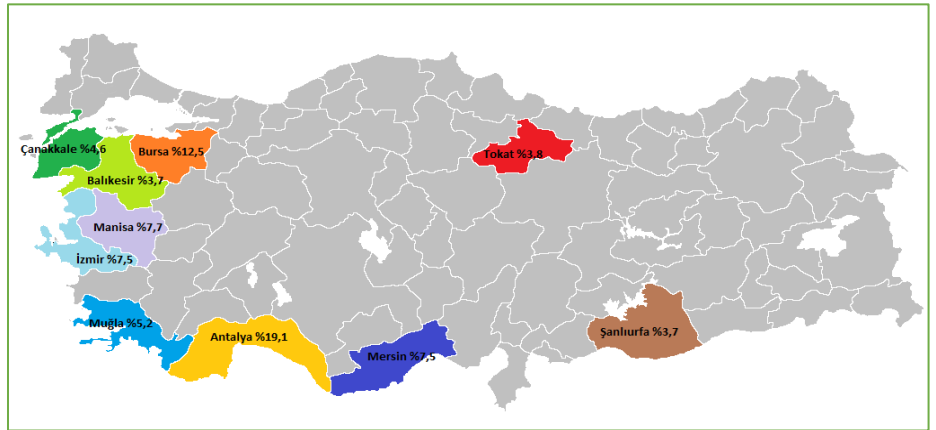 Çanakkale %4,6
Bursa %12,5
Tokat %3,8
Balıkesir %3,7
Manisa %7,7
İzmir %7,5
Muğla %5,2
Antalya %19,1
Mersin %7,5
Şanlıurfa %3,7